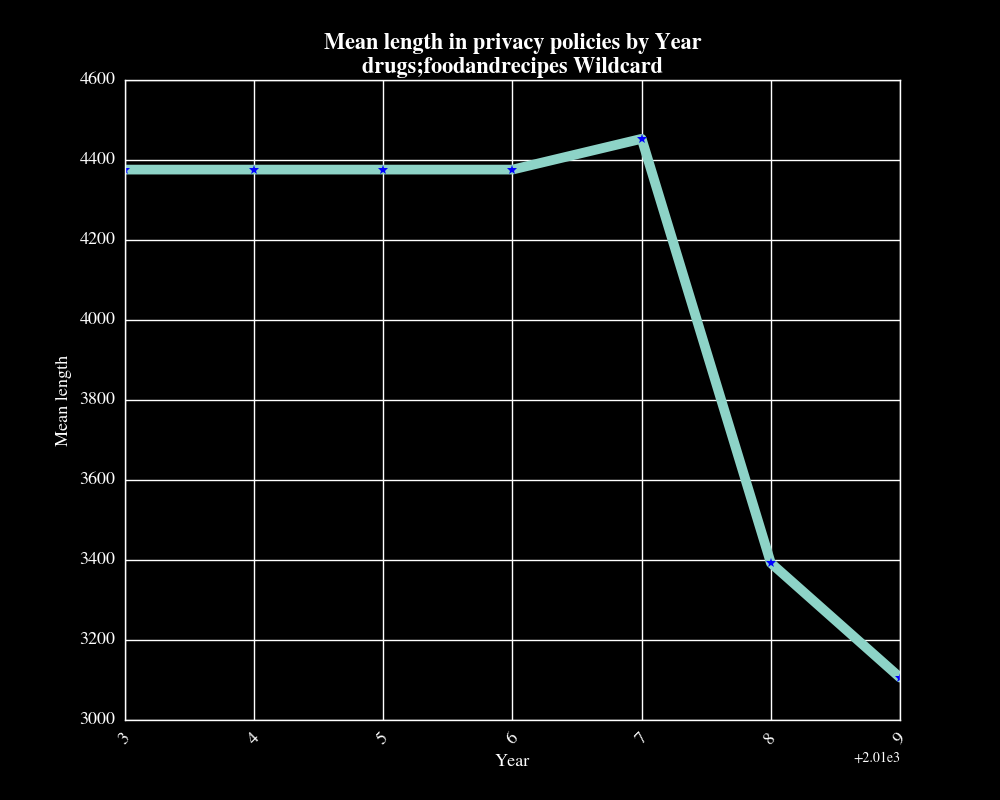 Mean length in privacy policies by Year
drugs;foodandrecipes Wildcard
4600
4400
4200
4000
3800
3600
3400
3200
3000
Mean length
3 4 5 6 7 8 9
Year
+2.01e3